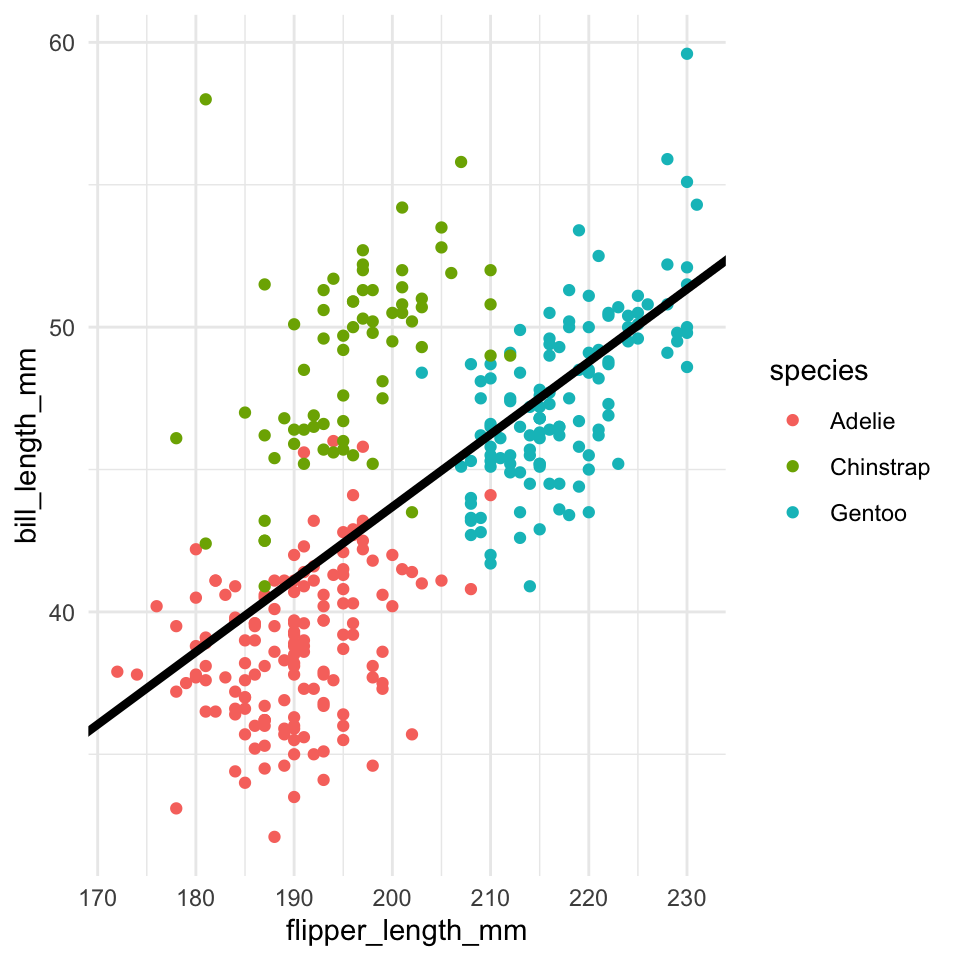 60
50
40
bill_length_mm
170 180 190 200 210 220 230
flipper_length_mm
species
Adelie
Chinstrap
Gentoo